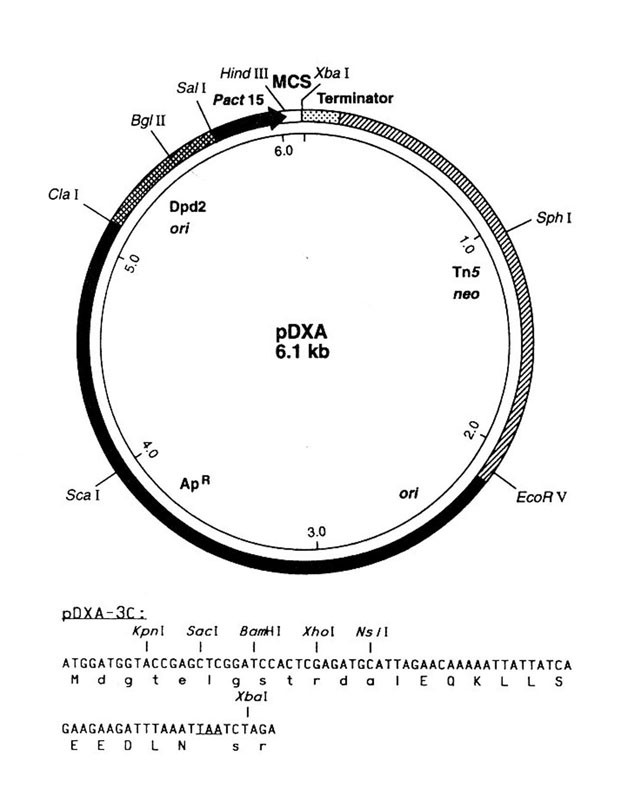 Hind III MCS Xba I
Sal I Pact 15 Terminator
Bgl II
6.0
Cla I
Dpd2
ori
Sph I
1.0
5.0
Tn5
neo
pDXA
6.1 kb
2.0
4.0
Sca I
ApR
ori
EcoR V
3.0
pDXA-3C:
KpnI SacI BamHI XhoI NsiI
ATGGATGGTACCGAGCTCGGATCCACTCGAGATGCATTAGAACAAAAATTATTATCA
M d g t e l g s t r d a l E Q K L L S
XbaI
GAAGAAGATTTAAATTAATCTAGA
E E D L N s r